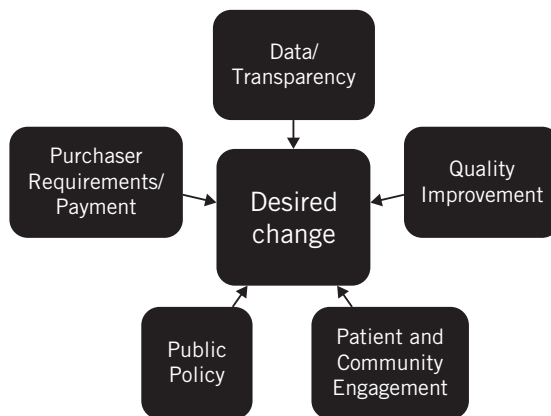 Data/
Transparency
Purchaser
Requirements/
Payment
Desired
change
Quality
Improvement
Public
Policy
Patient and
Community
Engagement